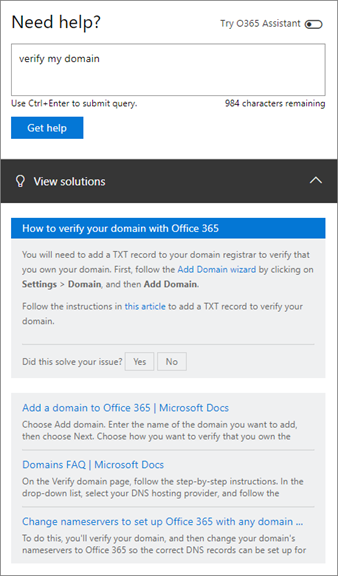 Need help?
Try O365 Assistant
verify my domain
Use Ctrl+Enter to submit query.
984 characters remaining
Get help
View solutions
How to verify your domain with Office 365
You will need to add a TXT record to your domain registrar to verify that
you own your domain. First, follow the Add Domain wizard by clicking on
Settings > Domain, and then Add Domain.
Follow the instructions in this article to add a TXT record to verify your
domain.
Did this solve your issue? Yes No
Add a domain to Office 365 | Microsoft Docs
Choose Add domain. Enter the name of the domain you want to add,
then choose Next. Choose how you want to verify that you own the
Domains FAQ | Microsoft Docs
On the Verify domain page, follow the step-by-step instructions. In the
drop-down list, select your DNS hosting provider, and follow the
Change nameservers to set up Office 365 with any domain ...
To do this, you'll verify your domain, and then change your domain's
nameservers to Office 365 so the correct DNS records can be set up for